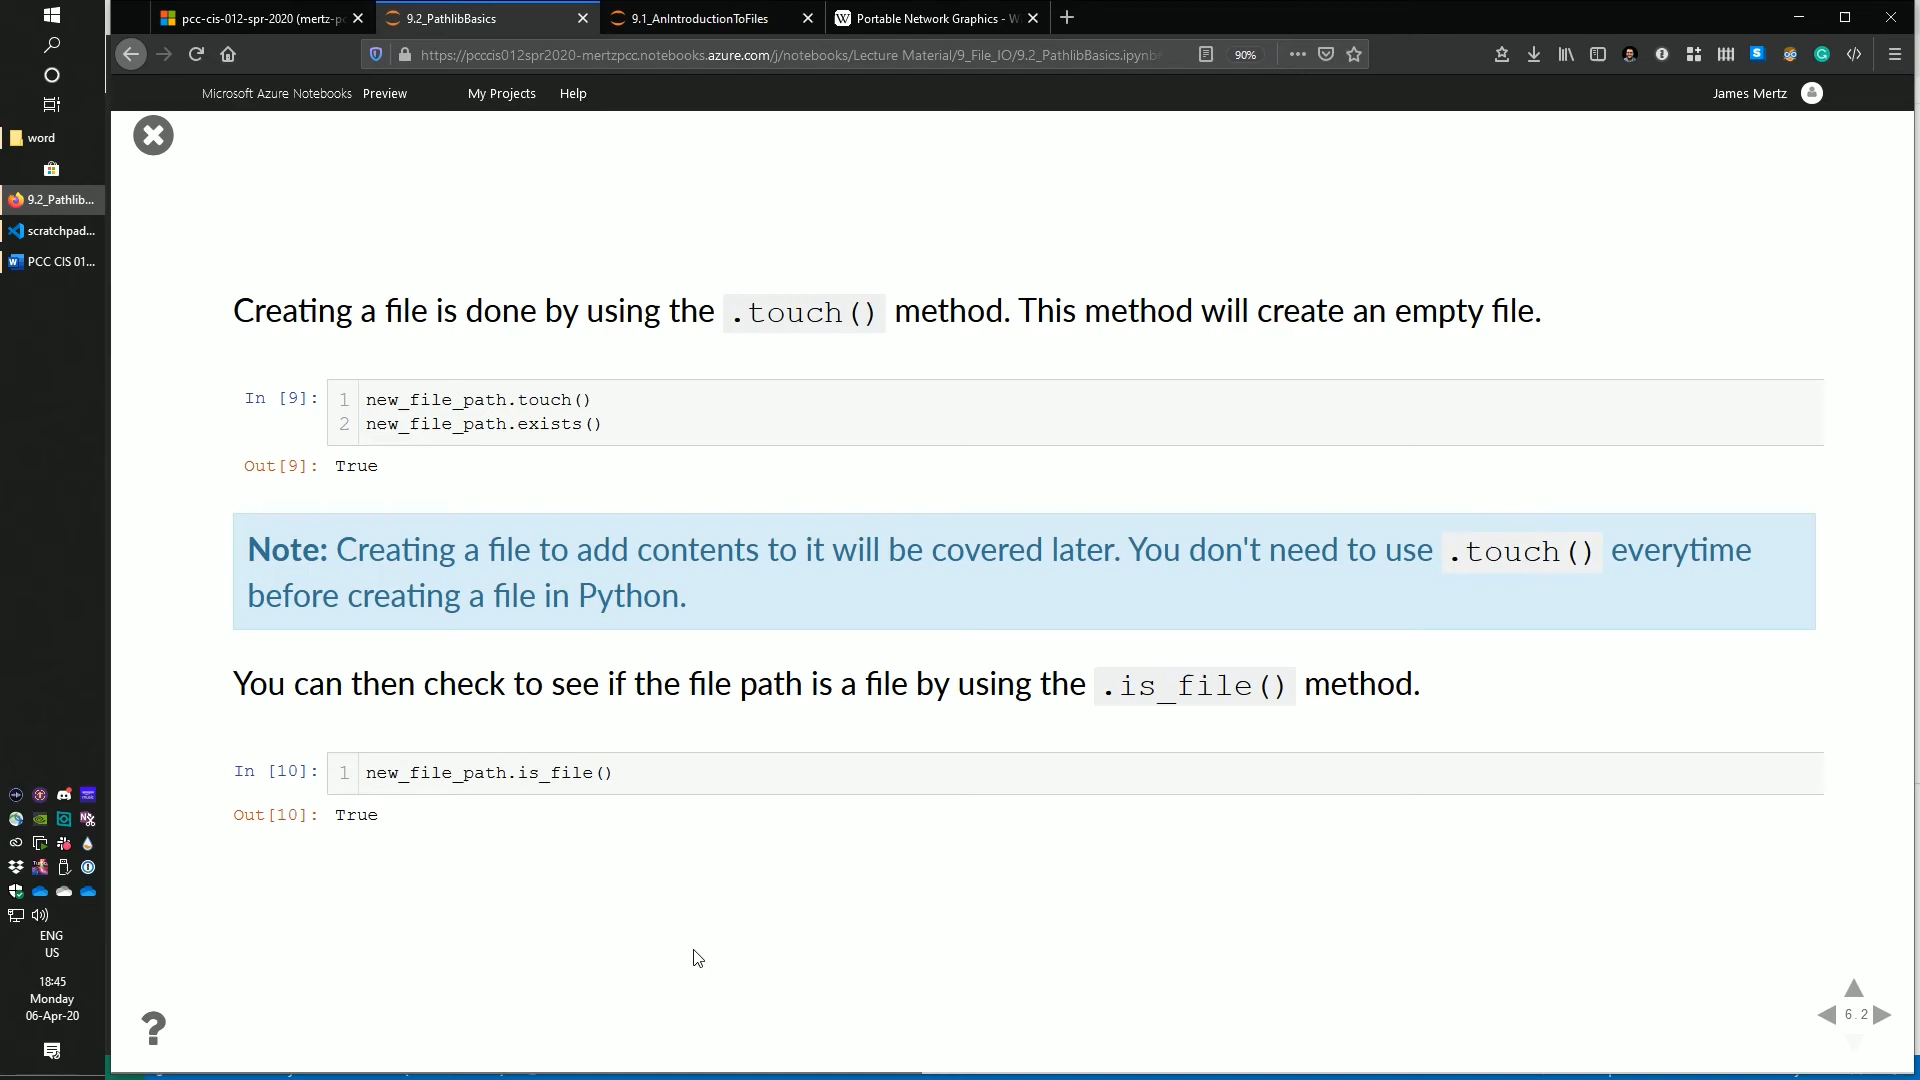 pcc-cis-012-spr-2020 (mertz-pc
9.2_PathlibBasics
9.1_AnIntroductionToFiles
Portable Network Graphics - W
https://pcccis012spr2020-mertzpcc.notebooks.azure.com/j/notebooks/Lecture Material/9_File_IO/9.2_PathlibBasics.ipynb
90%
Microsoft Azure Notebooks Preview My Projects Help James Mertz
word
9.2_Pathlib...
scratchpad...
PCC CIS 01...
Creating a file is done by using the .touch() method. This method will create an empty file.
In [9]: 1 new_file_path.touch()
2 new_file_path.exists()
Out[9]: True
Note: Creating a file to add contents to it will be covered later. You don't need to use .touch() everytime
before creating a file in Python.
You can then check to see if the file path is a file by using the .is_file() method.
In [10]: 1 new_file_path.is_file()
Out[10]: True
ENG
US
18:45
Monday
06-Apr-20
6.2